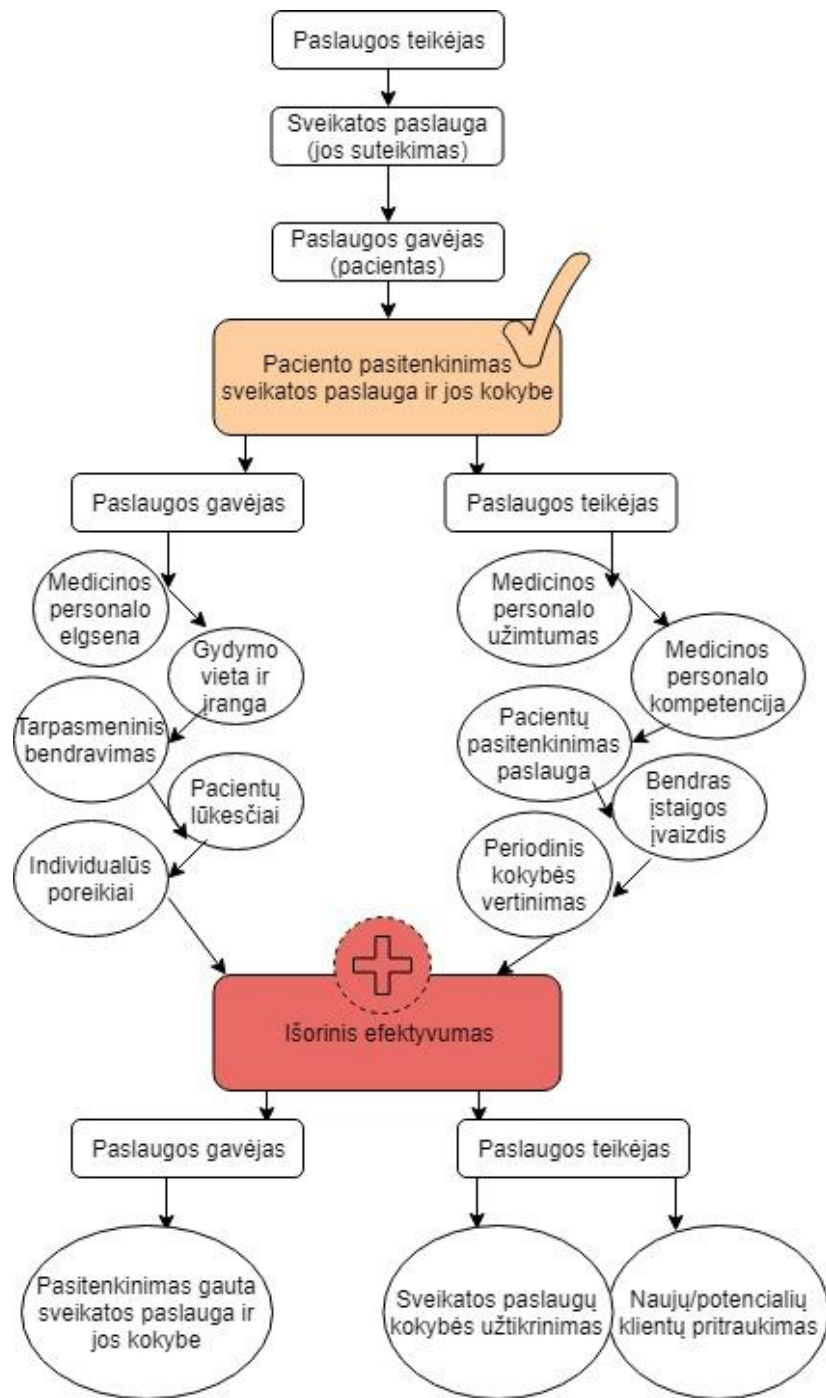 Paslaugos teikėjas
Sveikatos paslauga
(jos suteikimas)
Paslaugos gavėjas
(pacientas)
Paciento pasitenkinimas
sveikatos paslauga ir jos kokybe
Paslaugos gavėjas
Medicinos
personalo
elgsena
Gydymo
vieta ir
įranga
Tarpasmeninis
bendravimas
Pacientų
lūkesčiai
Individualūs
poreikiai
Paslaugos teikėjas
Medicinos
personalo
užimtumas
Medicinos
personalo
kompetencija
Pacientų
pasitenkinimas
paslauga
Bendras
įstaigos
įvaizdis
Periodinis
kokybės
vertinimas
Išorinis efektyvumas
Paslaugos gavėjas
Pasitenkinimas gauta
sveikatos paslauga ir
jos kokybe
Paslaugos teikėjas
Sveikatos paslaugų
kokybės užtikrinimas
Naujų/potencialių
klientų pritraukimas